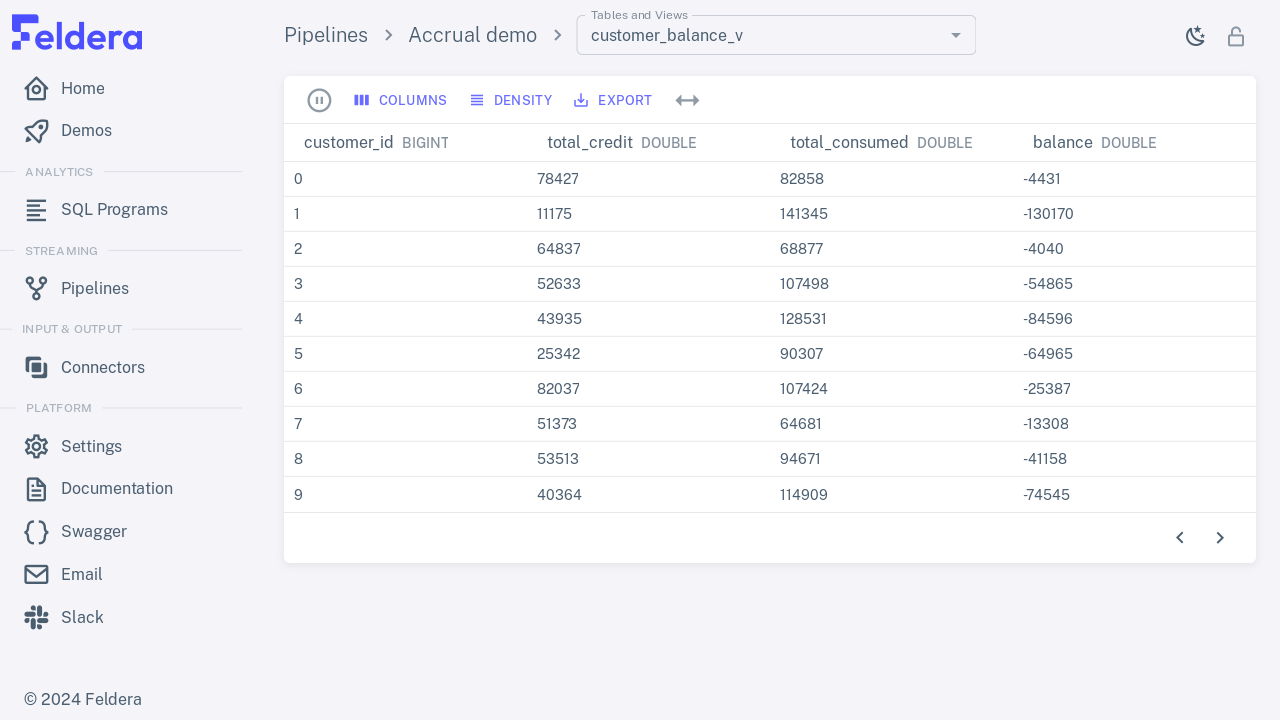 Feldera
Home
Demos
ANALYTICS
SQL Programs
STREAMING
Pipelines
INPUT & OUTPUT
Connectors
PLATFORM
Settings
Documentation
Swagger
Email
Slack
© 2024 Feldera
Pipelines > Accrual demo >
Tables and Views
customer_balance_v
COLUMNS DENSITY EXPORT
customer_id BIGINT total_credit DOUBLE total_consumed DOUBLE balance DOUBLE
0 78427 82858 -4431
1 11175 141345 -130170
2 64837 68877 -4040
3 52633 107498 -54865
4 43935 128531 -84596
5 25342 90307 -64965
6 82037 107424 -25387
7 51373 64681 -13308
8 53513 94671 -41158
9 40364 114909 -74545